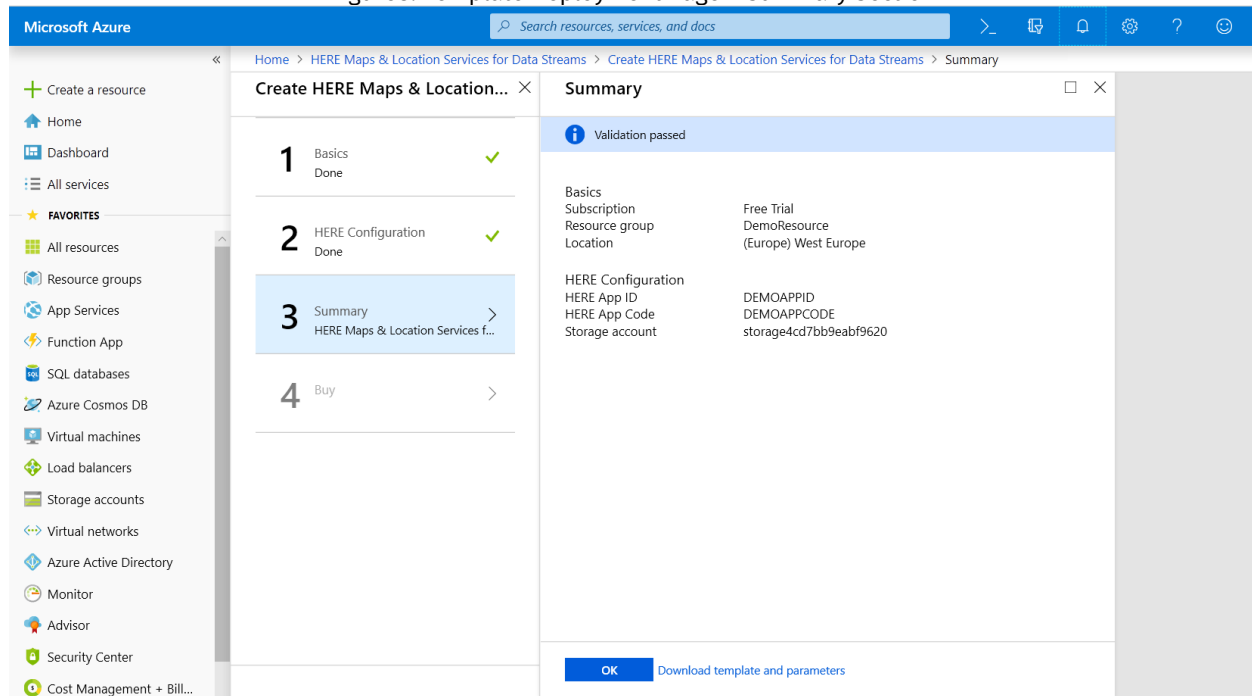 Microsoft Azure
Search resources, services, and docs
«
Home > HERE Maps & Location Services for Data Streams > Create HERE Maps & Location Services for Data Streams > Summary
Create a resource
Home
Dashboard
All services
FAVORITES
All resources
Resource groups
App Services
Function App
SQL databases
Azure Cosmos DB
Virtual machines
Load balancers
Storage accounts
Virtual networks
Azure Active Directory
Monitor
Advisor
Security Center
Cost Management + Bill...
Create HERE Maps & Location...
1 Basics
Done
2 HERE Configuration
Done
3 Summary
HERE Maps & Location Services f...
4 Buy
Summary
Validation passed
Basics
Subscription Free Trial
Resource group DemoResource
Location (Europe) West Europe
HERE Configuration
HERE App ID DEMOAPPID
HERE App Code DEMOAPPCODE
Storage account storage4cd7bb9eabf9620
OK Download template and parameters